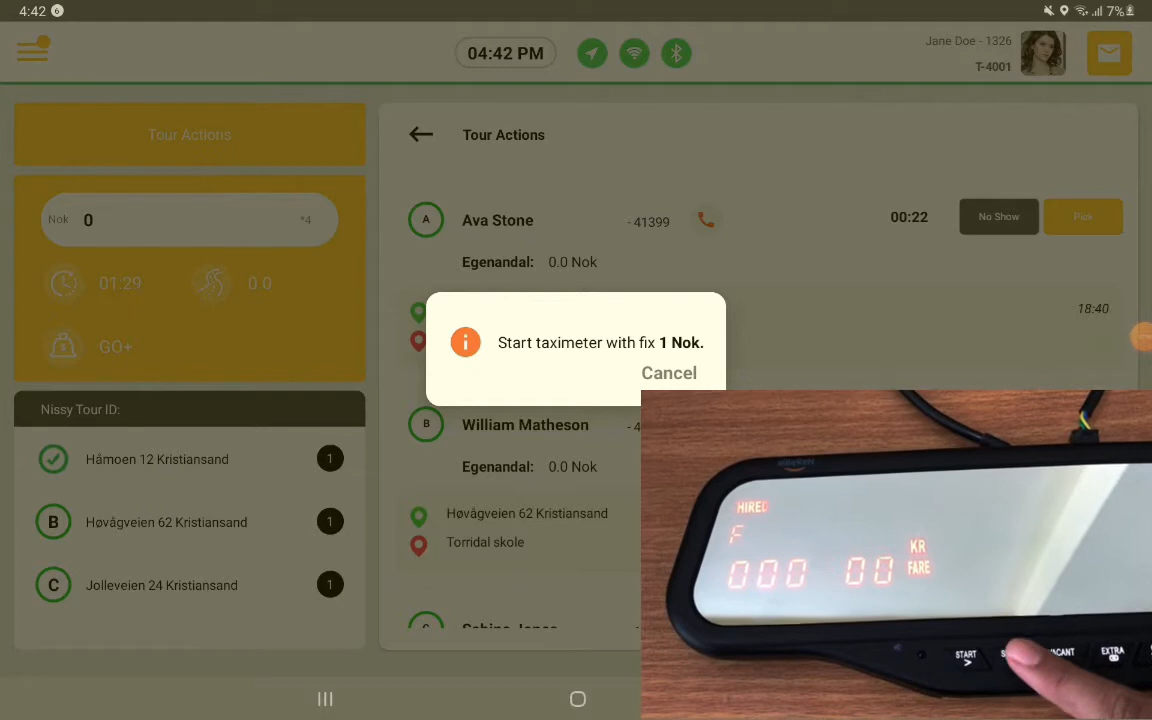 4:42 6
7%
04:42 PM
Jane Doe - 1326
T-4001
Tour Actions
Tour Actions
Nok 0 *4
A Ava Stone - 41399 00:22 No Show Pick
Egenandal: 0.0 Nok
01:29 0 0
18:40
GO+
Start taximeter with fix 1 Nok.
Cancel
Nissy Tour ID:
B William Matheson - 4
Egenandal: 0.0 Nok
Håmoen 12 Kristiansand 1
B Høvågveien 62 Kristiansand 1
C Jolleveien 24 Kristiansand 1
Høvågveien 62 Kristiansand
Torridal skole
HIRED
F
000 00 KR
FARE
START
>
VACANT
EXTRA